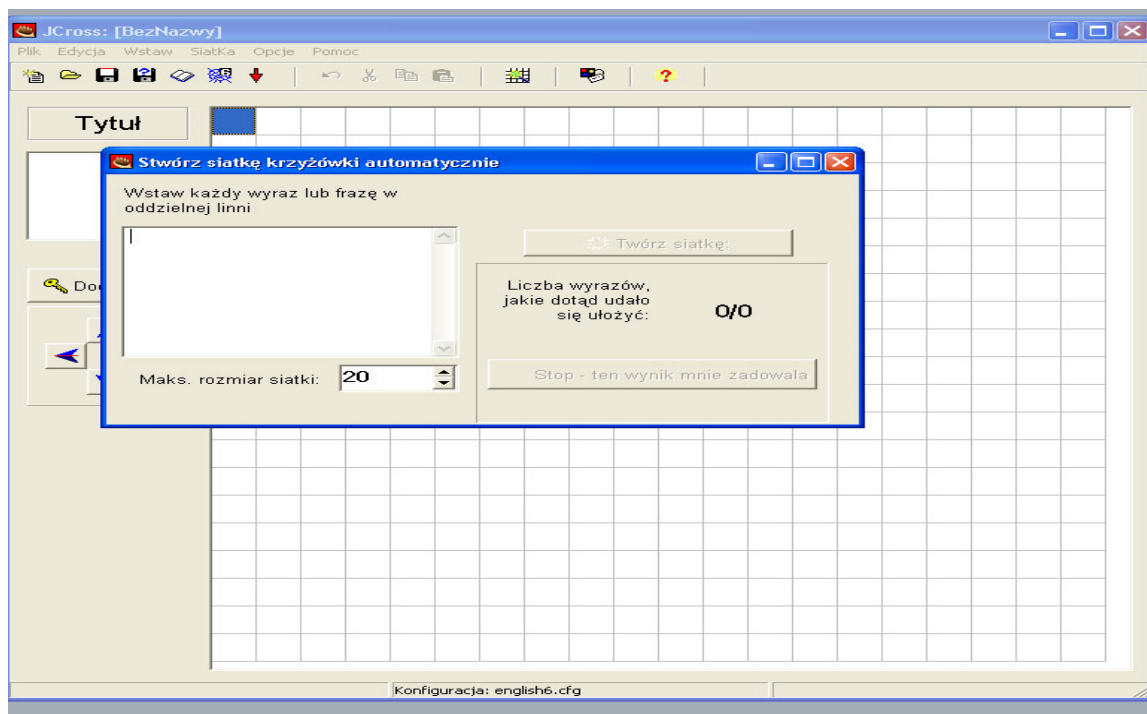 JCross: [BezNazwy]
Plik Edycja Wstaw SiatKa Opcje Pomoc
Tytuł
Stwórz siatkę krzyżówki automatycznie
Wstaw każdy wyraz lub frazę w
oddzielnej linni
Twórz siatkę:
Do
Liczba wyrazów,
jakie dotąd udało
się ułożyć:
0/0
Maks. rozmiar siatki:
20
Stop - ten wynik mnie zadowala
Konfiguracja: english6.cfg